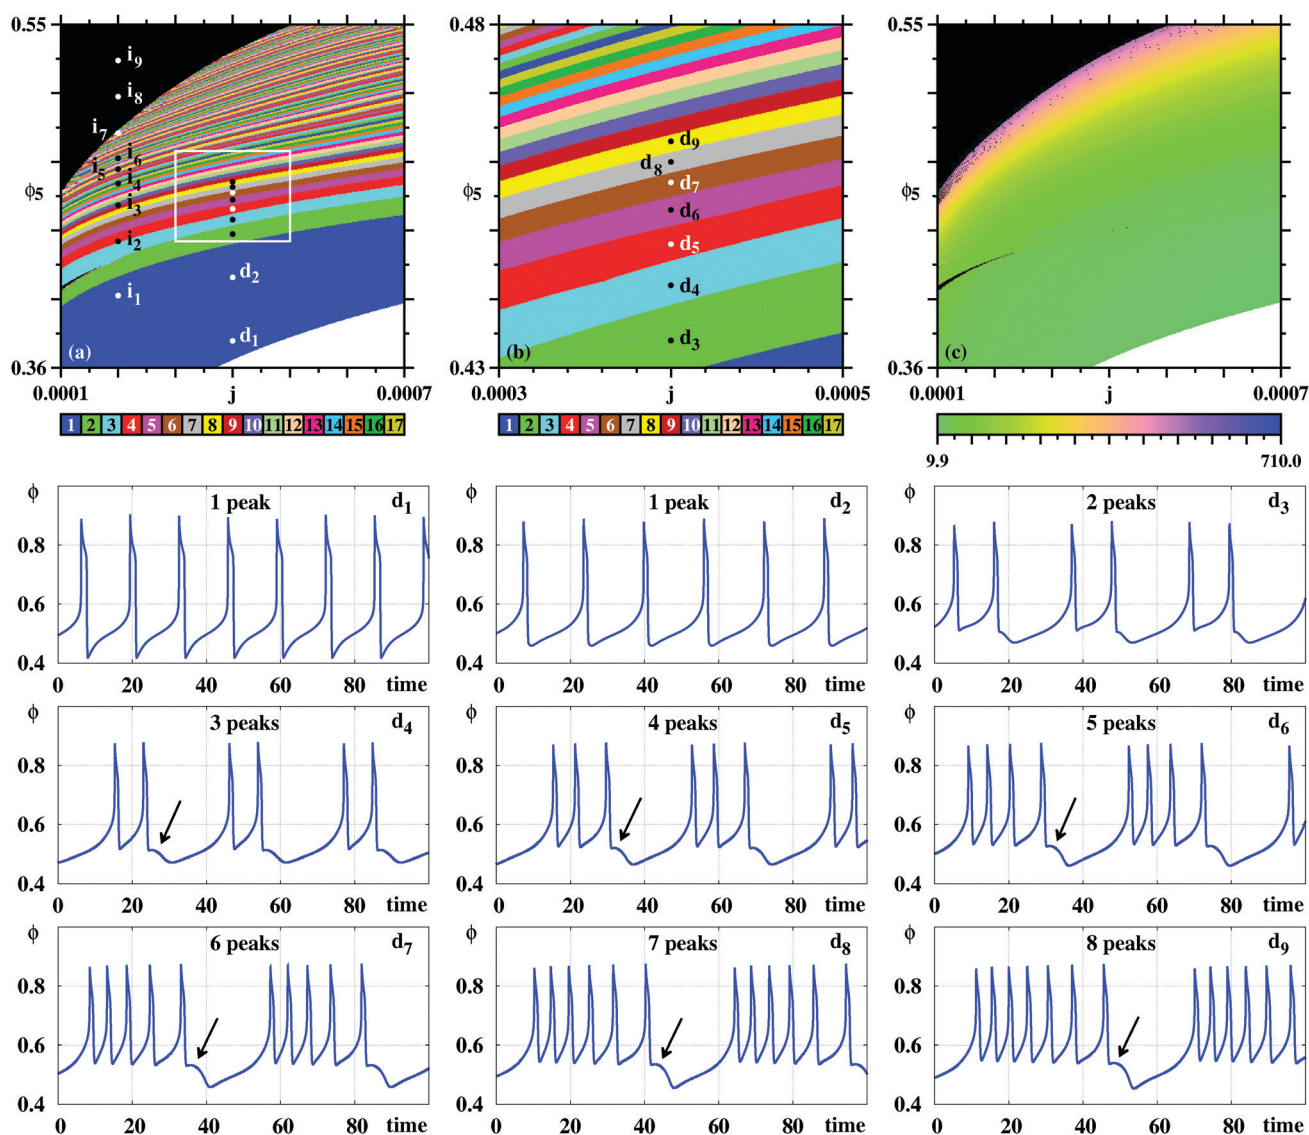 0.55
i9
i8
i7
i6
i5
i4
i3
i2
i1
d2
d1
(a)
ϕ5
0.36
0.0001
j
0.0007
1 2 3 4 5 6 7 8 9 10 11 12 13 14 15 16 17
0.48
d9
d8
d7
d6
d5
d4
d3
(b)
ϕ5
0.43
0.0003
j
0.0005
1 2 3 4 5 6 7 8 9 10 11 12 13 14 15 16 17
0.55
(c)
ϕ5
0.36
0.0001
j
0.0007
9.9
710.0
ϕ
1 peak
d1
0.8
0.6
0.4
0 20 40 60 80 time
ϕ
1 peak
d2
0.8
0.6
0.4
0 20 40 60 80 time
ϕ
2 peaks
d3
0.8
0.6
0.4
0 20 40 60 80 time
ϕ
3 peaks
d4
0.8
0.6
0.4
0 20 40 60 80 time
ϕ
4 peaks
d5
0.8
0.6
0.4
0 20 40 60 80 time
ϕ
5 peaks
d6
0.8
0.6
0.4
0 20 40 60 80 time
ϕ
6 peaks
d7
0.8
0.6
0.4
0 20 40 60 80 time
ϕ
7 peaks
d8
0.8
0.6
0.4
0 20 40 60 80 time
ϕ
8 peaks
d9
0.8
0.6
0.4
0 20 40 60 80 time